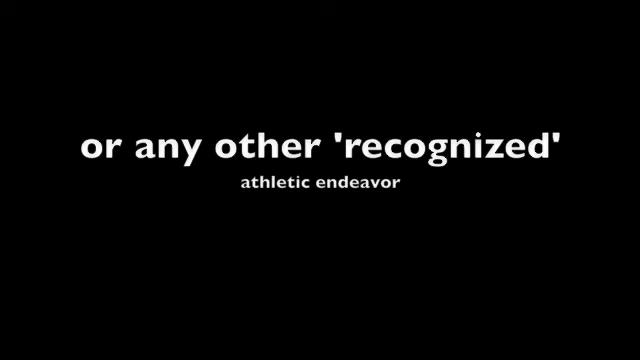 or any other 'recognized'
athletic endeavor